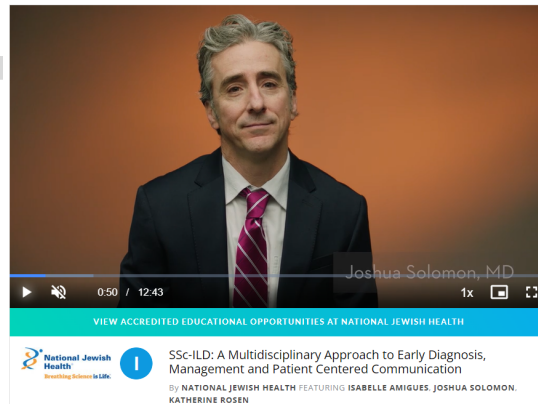 Joshua Solomon, MD
0:50 / 12:43
1x
VIEW ACCREDITED EDUCATIONAL OPPORTUNITIES AT NATIONAL JEWISH HEALTH
National Jewish
Health®
Breathing Science is Life.
I
SSc-ILD: A Multidisciplinary Approach to Early Diagnosis,
Management and Patient Centered Communication
By NATIONAL JEWISH HEALTH FEATURING ISABELLE AMIGUES, JOSHUA SOLOMON,
KATHERINE ROSEN